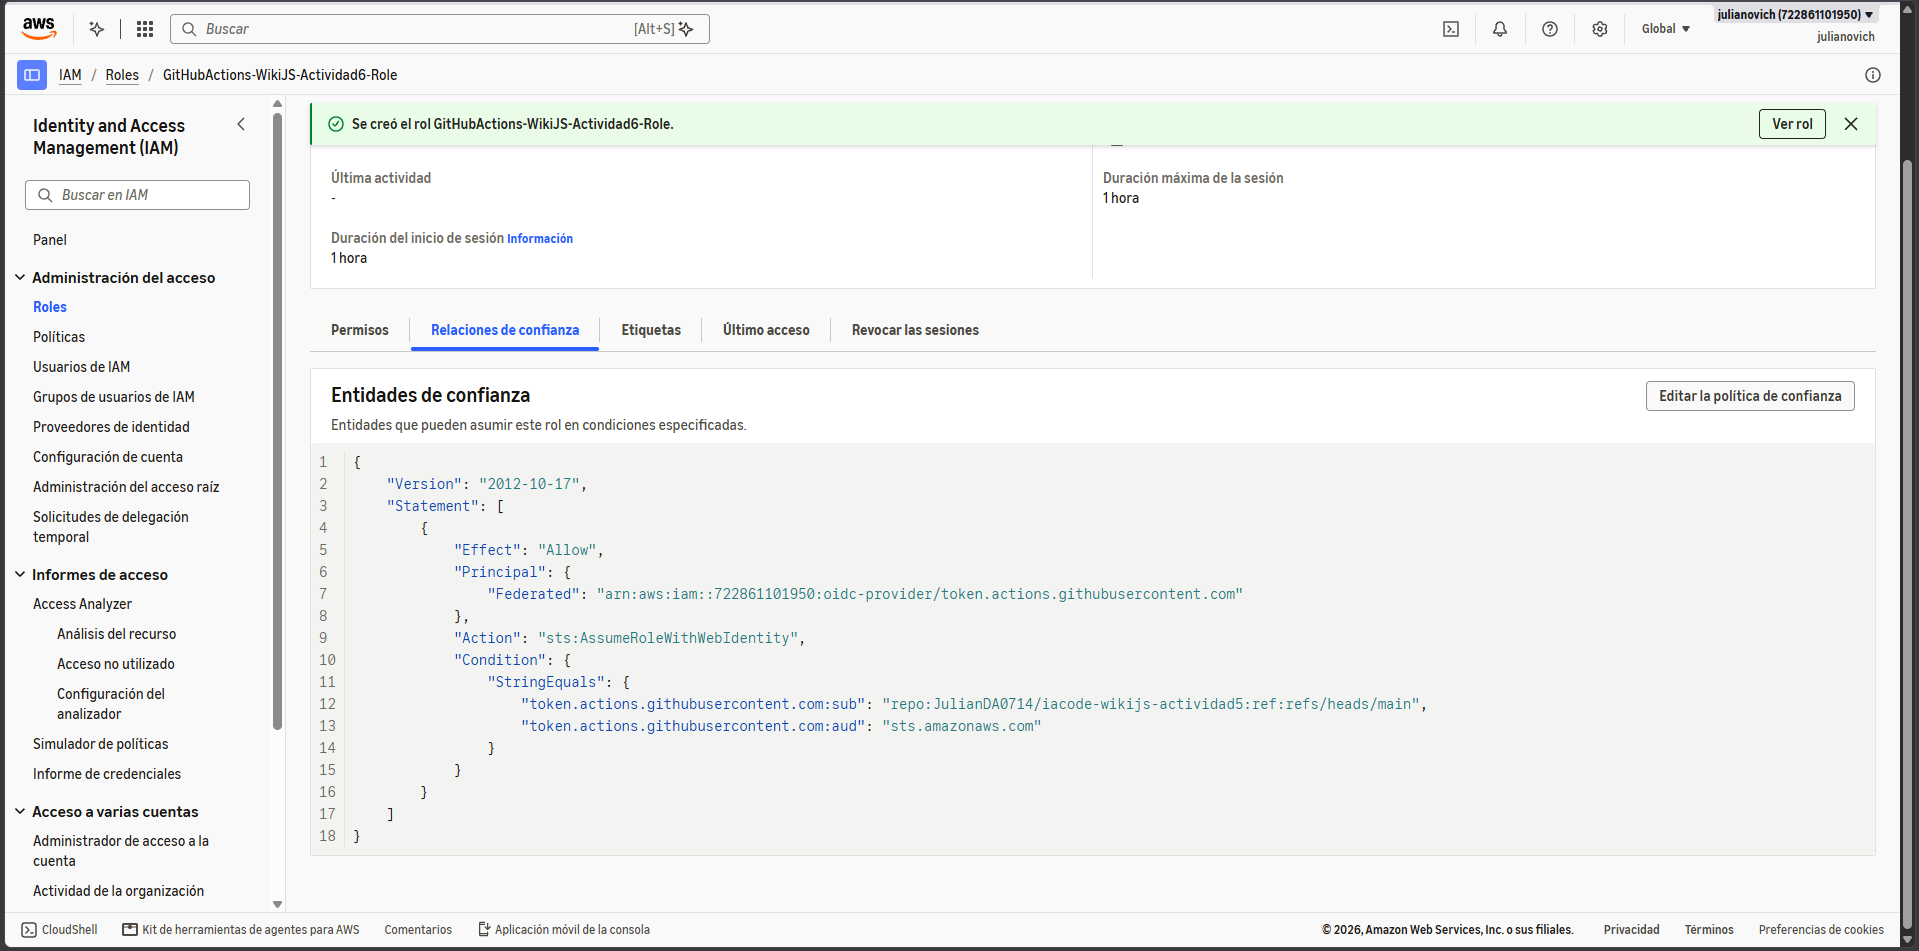 aws
Buscar
[Alt+S]
Global
julianovich (722861101950)
julianovich
IAM / Roles / GitHubActions-WikiJS-Actividad6-Role
Identity and Access
Management (IAM)
Buscar en IAM
Panel
Administración del acceso
Roles
Políticas
Usuarios de IAM
Grupos de usuarios de IAM
Proveedores de identidad
Configuración de cuenta
Administración del acceso raíz
Solicitudes de delegación
temporal
Informes de acceso
Access Analyzer
Análisis del recurso
Acceso no utilizado
Configuración del
analizador
Simulador de políticas
Informe de credenciales
Acceso a varias cuentas
Administrador de acceso a la
cuenta
Actividad de la organización
Se creó el rol GitHubActions-WikiJS-Actividad6-Role.
Ver rol
Última actividad
-
Duración máxima de la sesión
1 hora
Duración del inicio de sesión Información
1 hora
Permisos
Relaciones de confianza
Etiquetas
Último acceso
Revocar las sesiones
Entidades de confianza
Editar la política de confianza
Entidades que pueden asumir este rol en condiciones especificadas.
1 {
2 "Version": "2012-10-17",
3 "Statement": [
4 {
5 "Effect": "Allow",
6 "Principal": {
7 "Federated": "arn:aws:iam::722861101950:oidc-provider/token.actions.githubusercontent.com"
8 },
9 "Action": "sts:AssumeRoleWithWebIdentity",
10 "Condition": {
11 "StringEquals": {
12 "token.actions.githubusercontent.com:sub": "repo:JulianDA0714/iacode-wikijs-actividad5:ref:refs/heads/main",
13 "token.actions.githubusercontent.com:aud": "sts.amazonaws.com"
14 }
15 }
16 }
17 ]
18 }
CloudShell
Kit de herramientas de agentes para AWS
Comentarios
Aplicación móvil de la consola
© 2026, Amazon Web Services, Inc. o sus filiales.
Privacidad
Términos
Preferencias de cookies